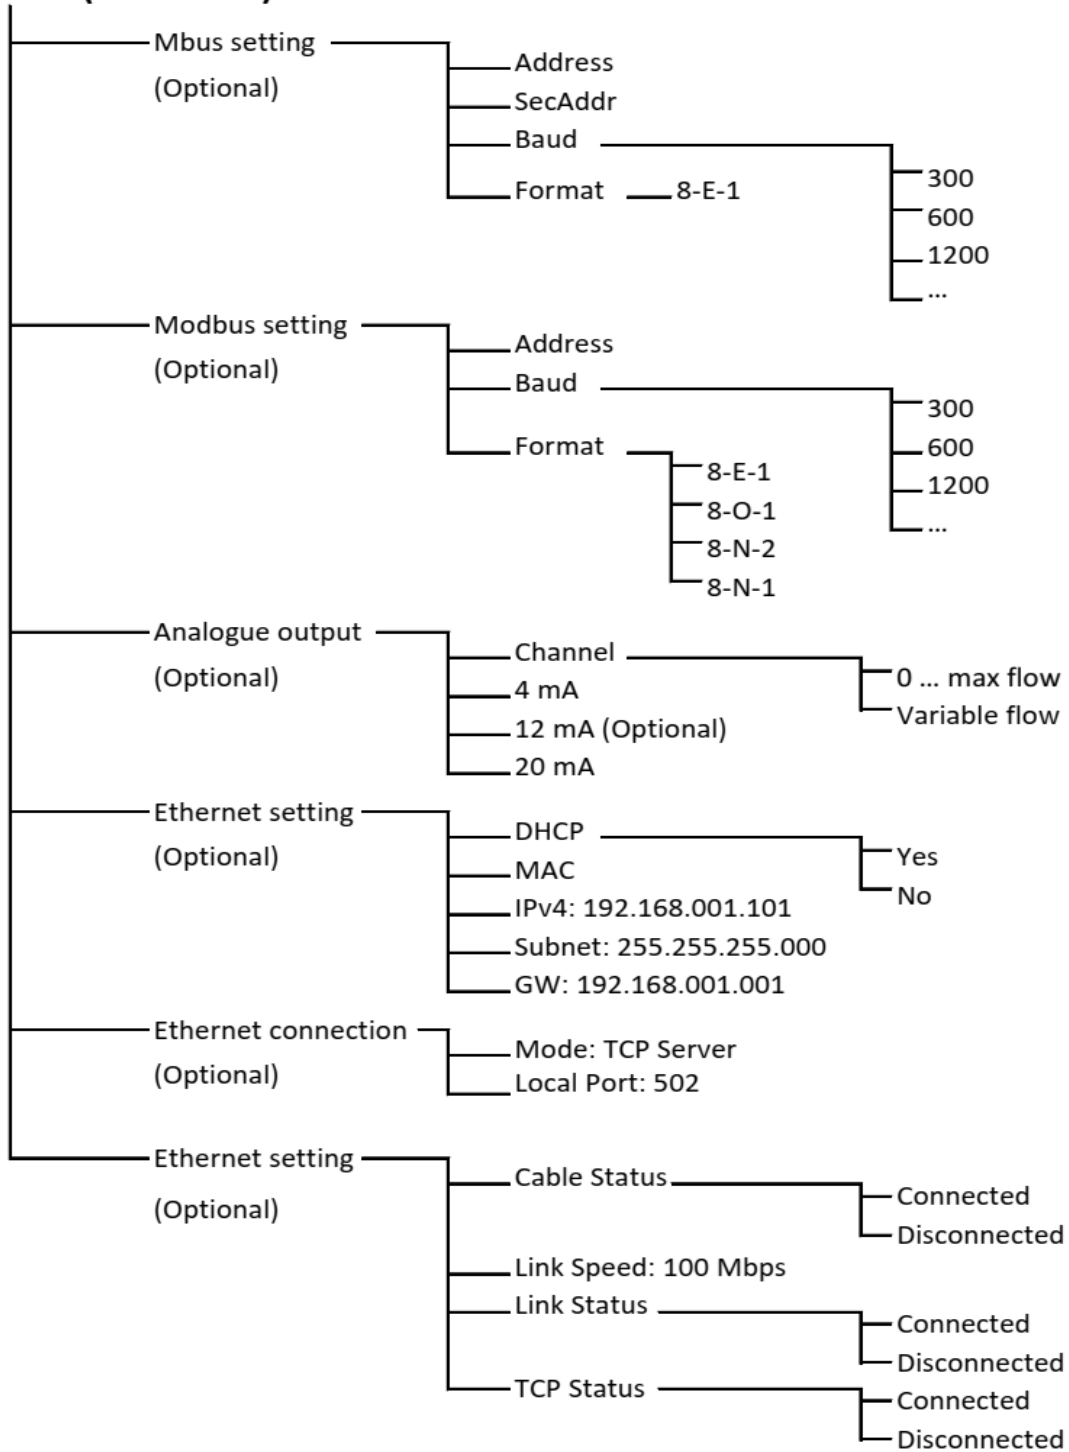 Mbus setting
(Optional)
Address
SecAddr
Baud
300
600
1200
...
Format
8-E-1
Modbus setting
(Optional)
Address
Baud
300
600
1200
...
Format
8-E-1
8-O-1
8-N-2
8-N-1
Analogue output
(Optional)
Channel
0 ... max flow
Variable flow
4 mA
12 mA (Optional)
20 mA
Ethernet setting
(Optional)
DHCP
Yes
No
MAC
IPv4: 192.168.001.101
Subnet: 255.255.255.000
GW: 192.168.001.001
Ethernet connection
(Optional)
Mode: TCP Server
Local Port: 502
Ethernet setting
(Optional)
Cable Status
Connected
Disconnected
Link Speed: 100 Mbps
Link Status
Connected
Disconnected
TCP Status
Connected
Disconnected